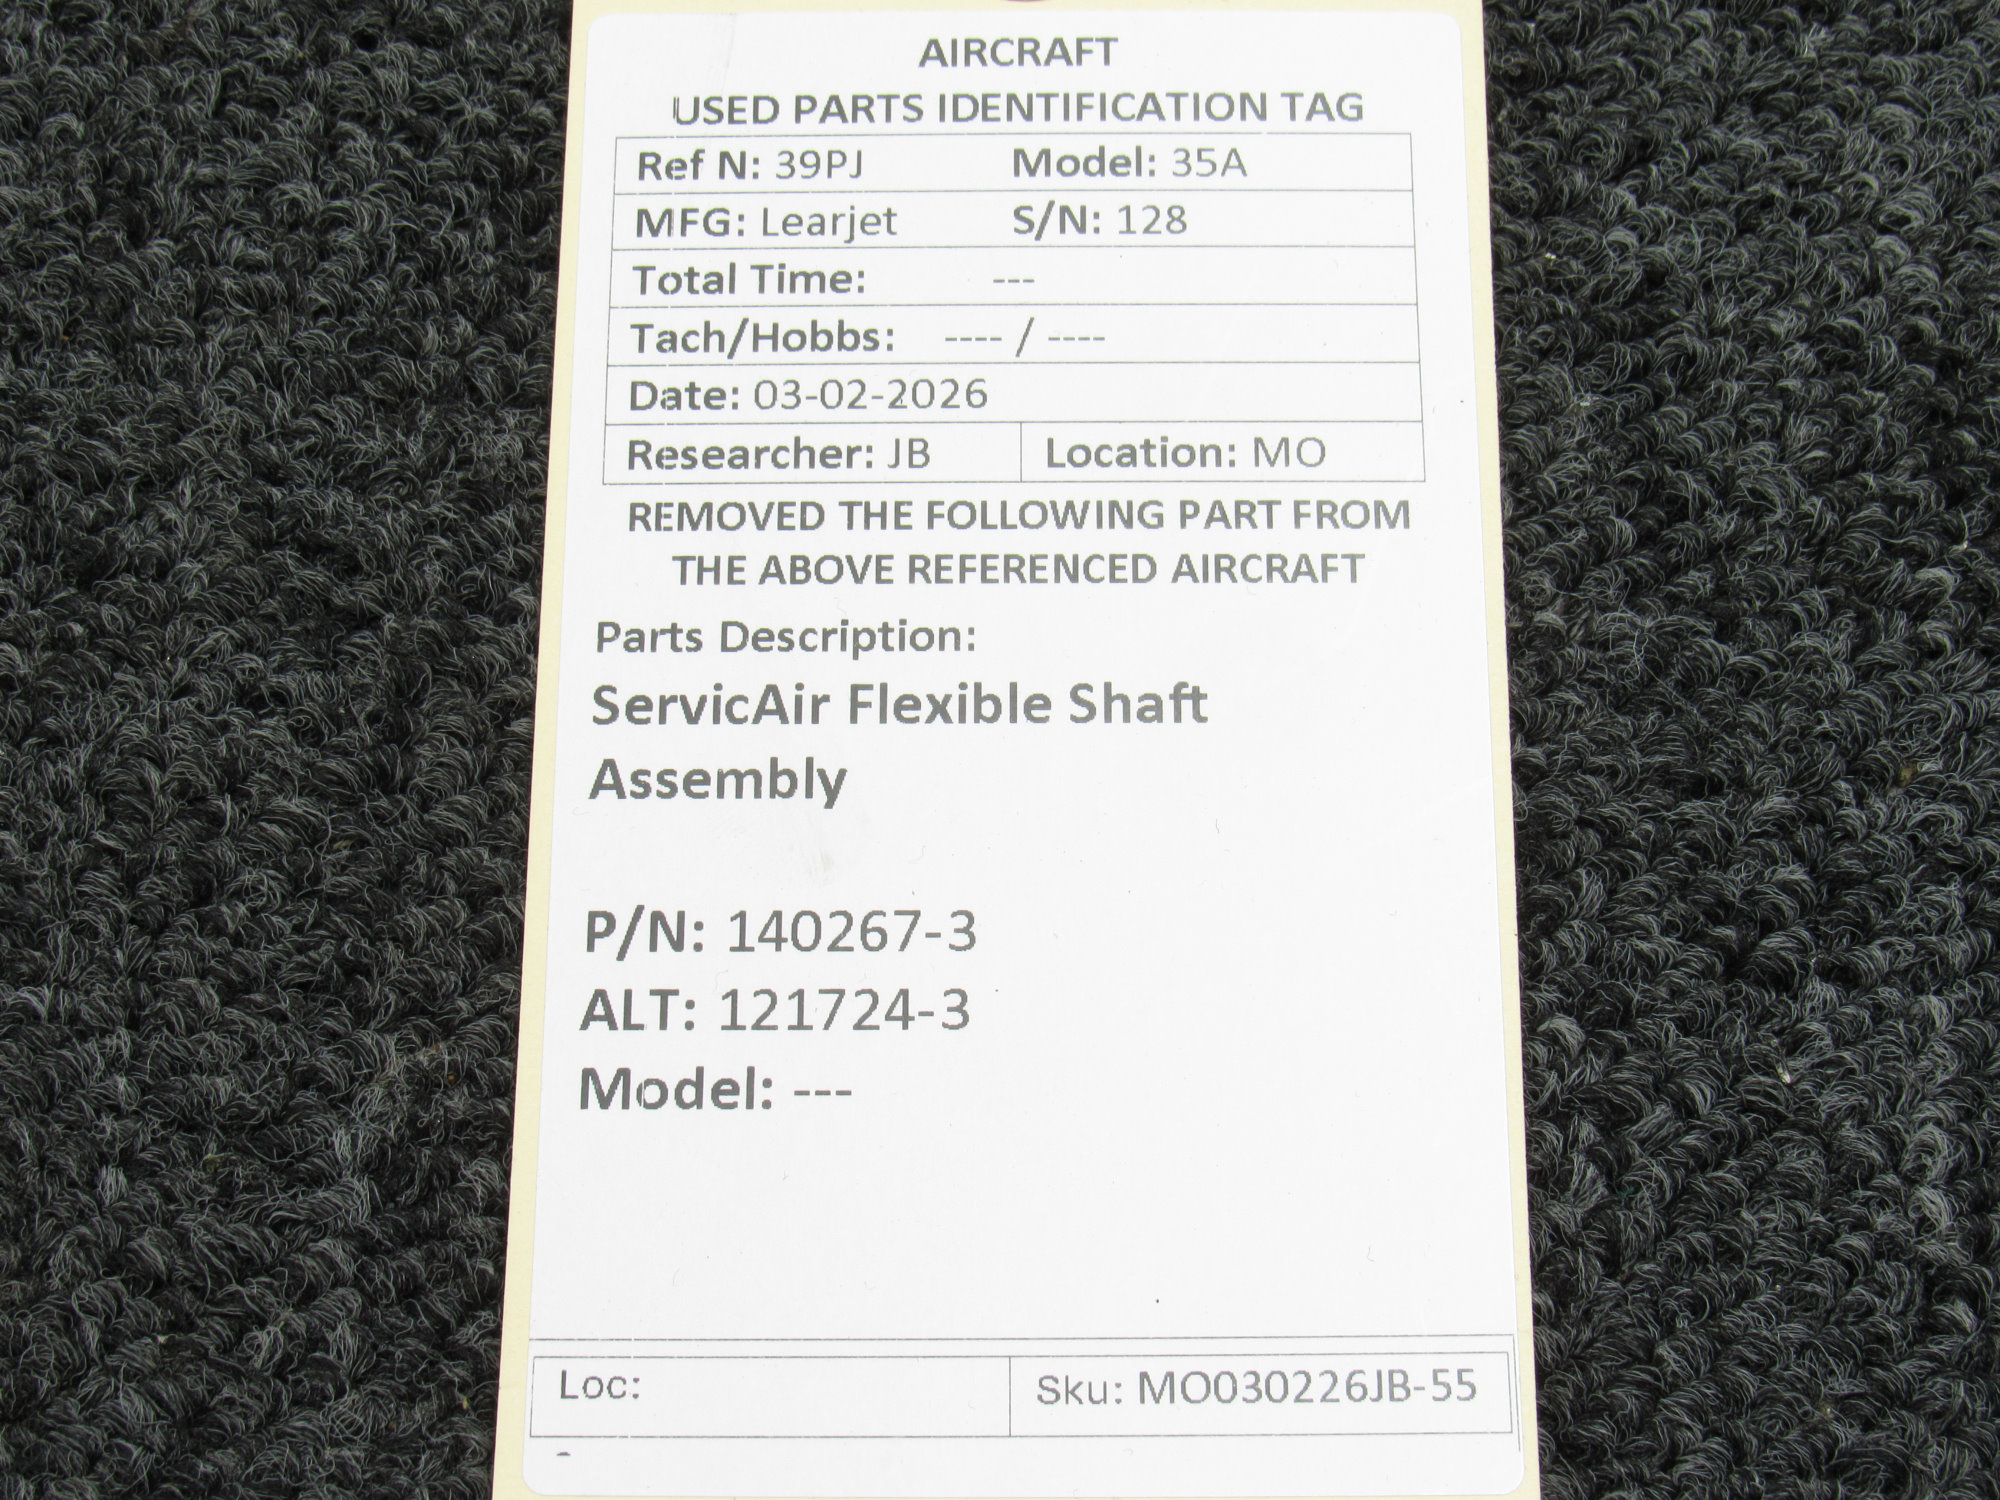 AIRCRAFT
USED PARTS IDENTIFICATION TAG
Ref N: 39PJ Model: 35A
MFG: Learjet S/N: 128
Total Time: ---
Tach/Hobbs: ---- / ----
Date: 03-02-2026
Researcher: JB Location: MO
REMOVED THE FOLLOWING PART FROM
THE ABOVE REFERENCED AIRCRAFT
Parts Description:
ServicAir Flexible Shaft
Assembly
P/N: 140267-3
ALT: 121724-3
Model: ---
Loc: Sku: MO030226JB-55